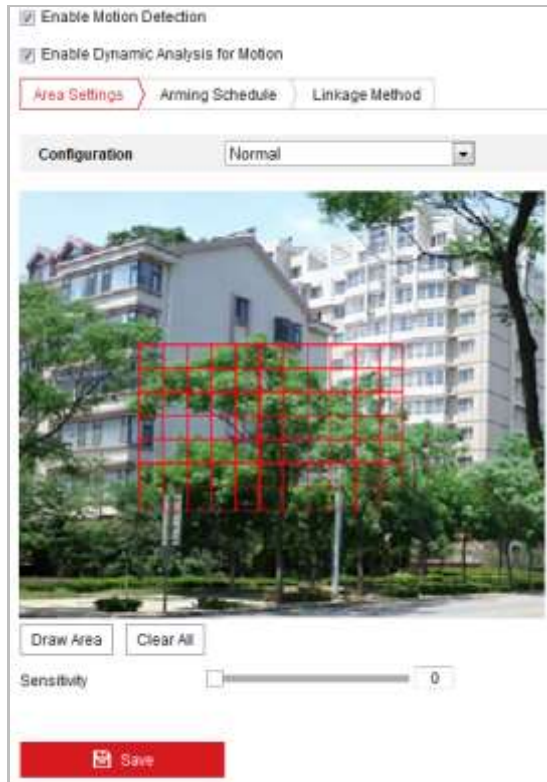 Enable Motion Detection
Enable Dynamic Analysis for Motion
Area Settings Arming Schedule Linkage Method
Configuration Normal
Draw Area Clear All
Sensitivity 0
Save